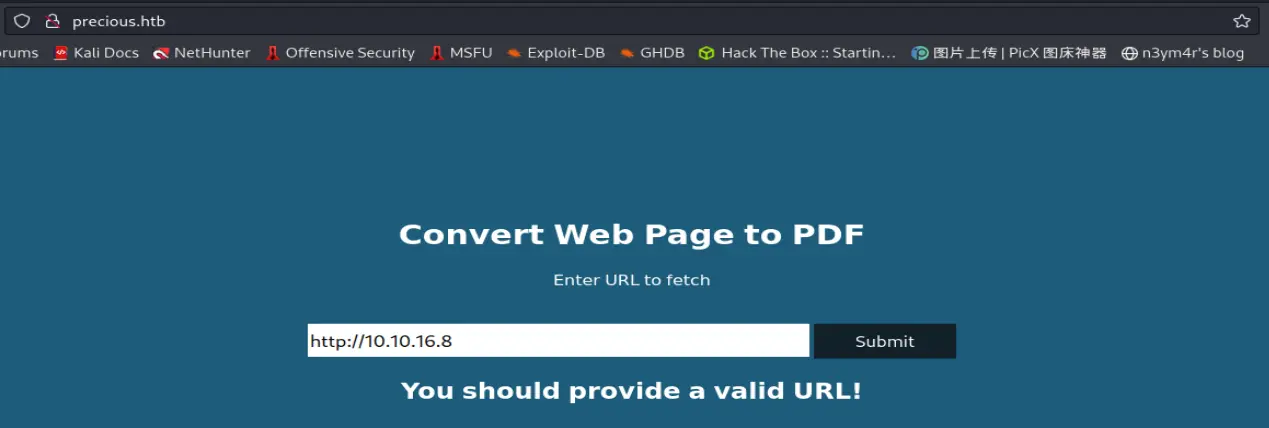 precious.htb
orums Kali Docs NetHunter Offensive Security MSFU Exploit-DB GHDB Hack The Box :: Startin... 图片上传 | PicX 图床神器 n3ym4r's blog
Convert Web Page to PDF
Enter URL to fetch
http://10.10.16.8 Submit
You should provide a valid URL!